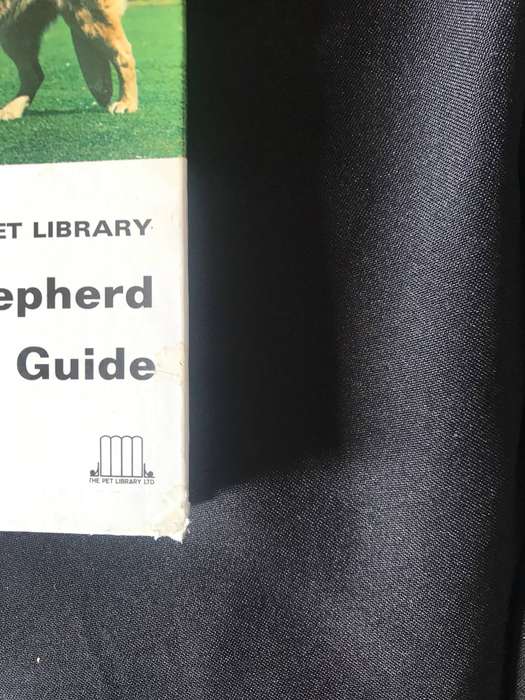 ET LIBRARY
epherd
Guide
THE PET LIBRARY LTD